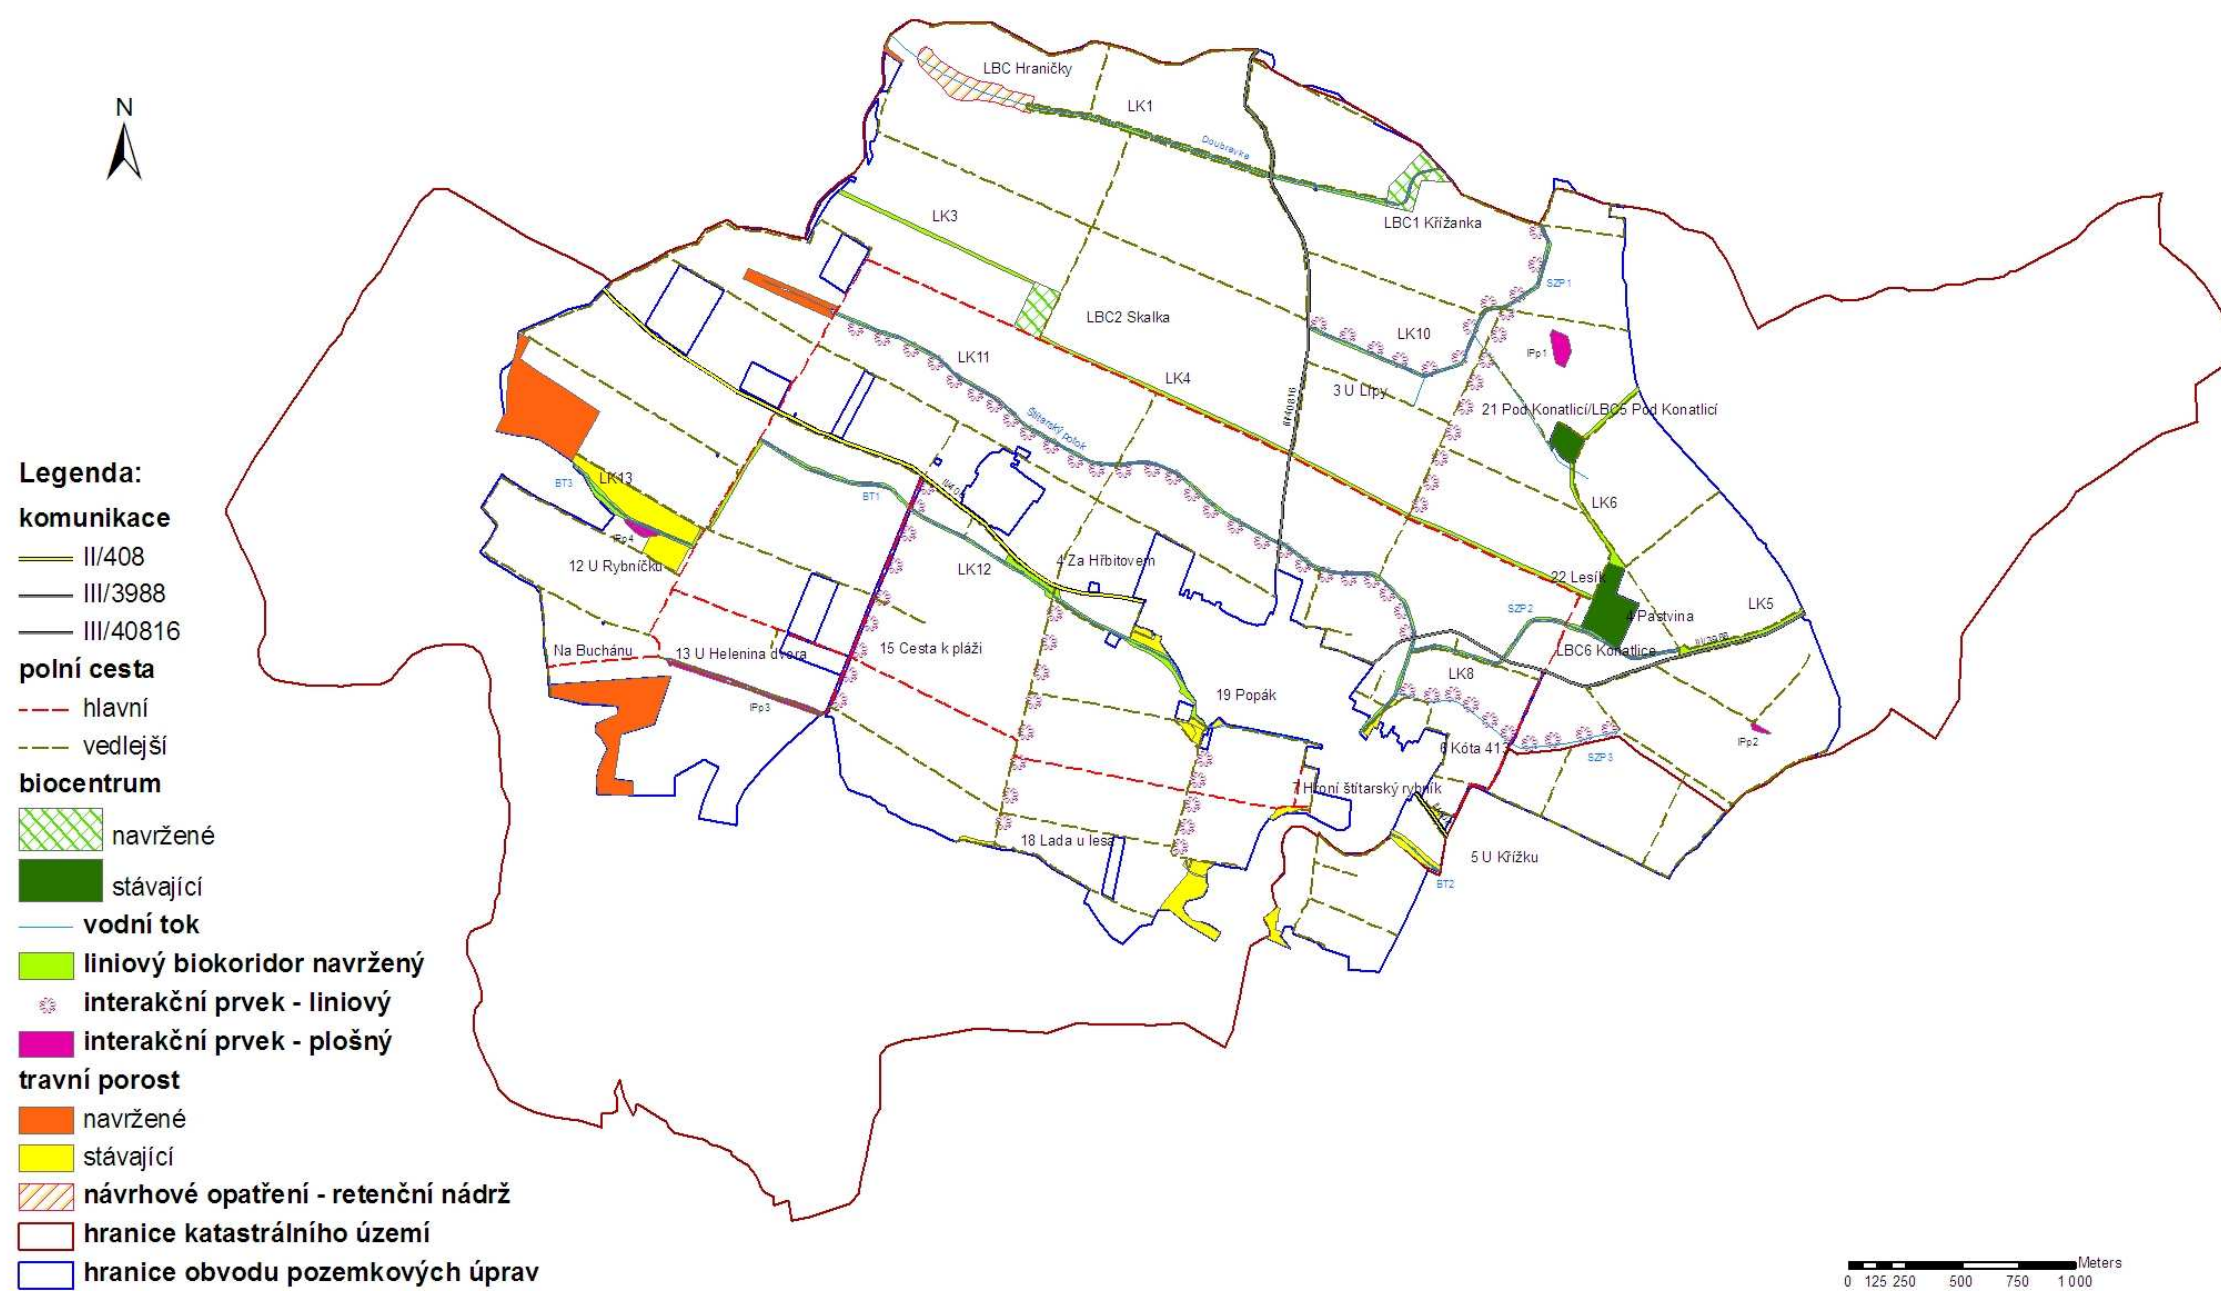 N
LBC Hraničky
LK1
Doubravka
LBC1 Křížanka
LK3
SZP1
LBC2 Skalka
LK10
IPp1
LK11
LK4
3 U Lípy
III/40816
21 Pod Konatlicí/LBC5 Pod Konatlicí
Štítarský potok
LK13
BT3
BT1
LK6
IPp4
12 U Rybníčku
LK12
4 Za Hřbitovem
22 Lesík
SZP2
4 Pastvina
LK5
III/3988
Na Buchánu
13 U Helenina dvora
15 Cesta k pláži
LBC6 Konatlice
LK8
19 Popák
IPp3
IPp2
6 Kóta 413
SZP3
7 Hroní štítarský rybník
18 Lada u lesa
5 U Křížku
BT2
Legenda:
komunikace
II/408
III/3988
III/40816
polní cesta
hlavní
vedlejší
biocentrum
navržené
stávající
vodní tok
liniový biokoridor navržený
interakční prvek - liniový
interakční prvek - plošný
travní porost
navržené
stávající
návrhové opatření - retenční nádrž
hranice katastrálního území
hranice obvodu pozemkových úprav
Meters
0 125 250 500 750 1 000